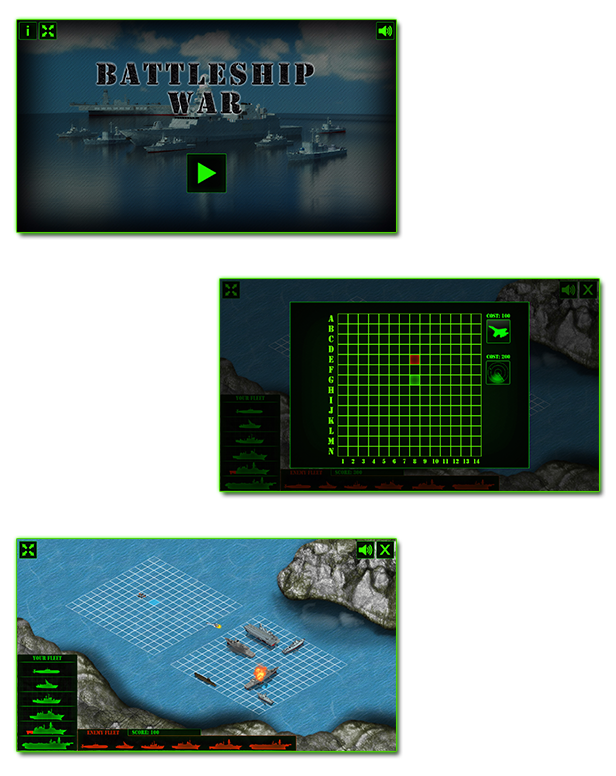 i
BATTLESHIP
WAR
X
A
B
C
D
E
F
G
H
I
J
K
L
M
N
1 2 3 4 5 6 7 8 9 10 11 12 13 14
COST: 100
COST: 200
YOUR FLEET
ENEMY FLEET
X
YOUR FLEET
ENEMY FLEET SCORE: 100